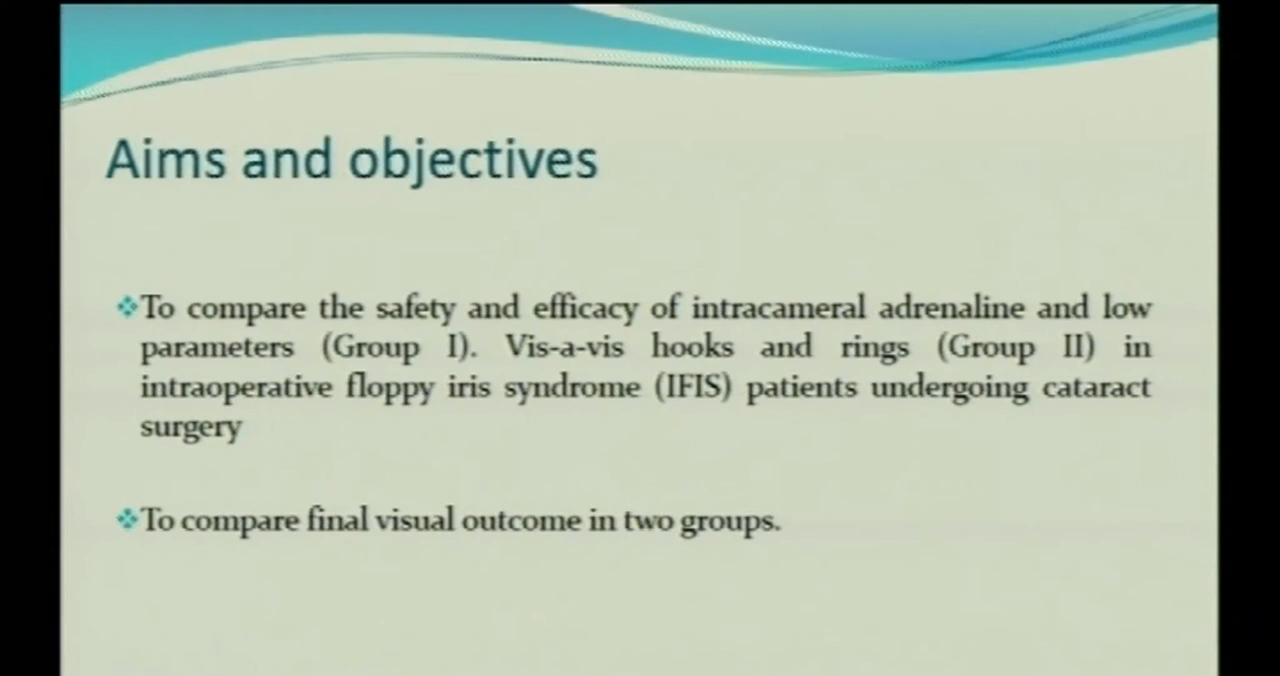 Aims and objectives
To compare the safety and efficacy of intracameral adrenaline and low
parameters (Group I). Vis-a-vis hooks and rings (Group II) in
intraoperative floppy iris syndrome (IFIS) patients undergoing cataract
surgery
To compare final visual outcome in two groups.